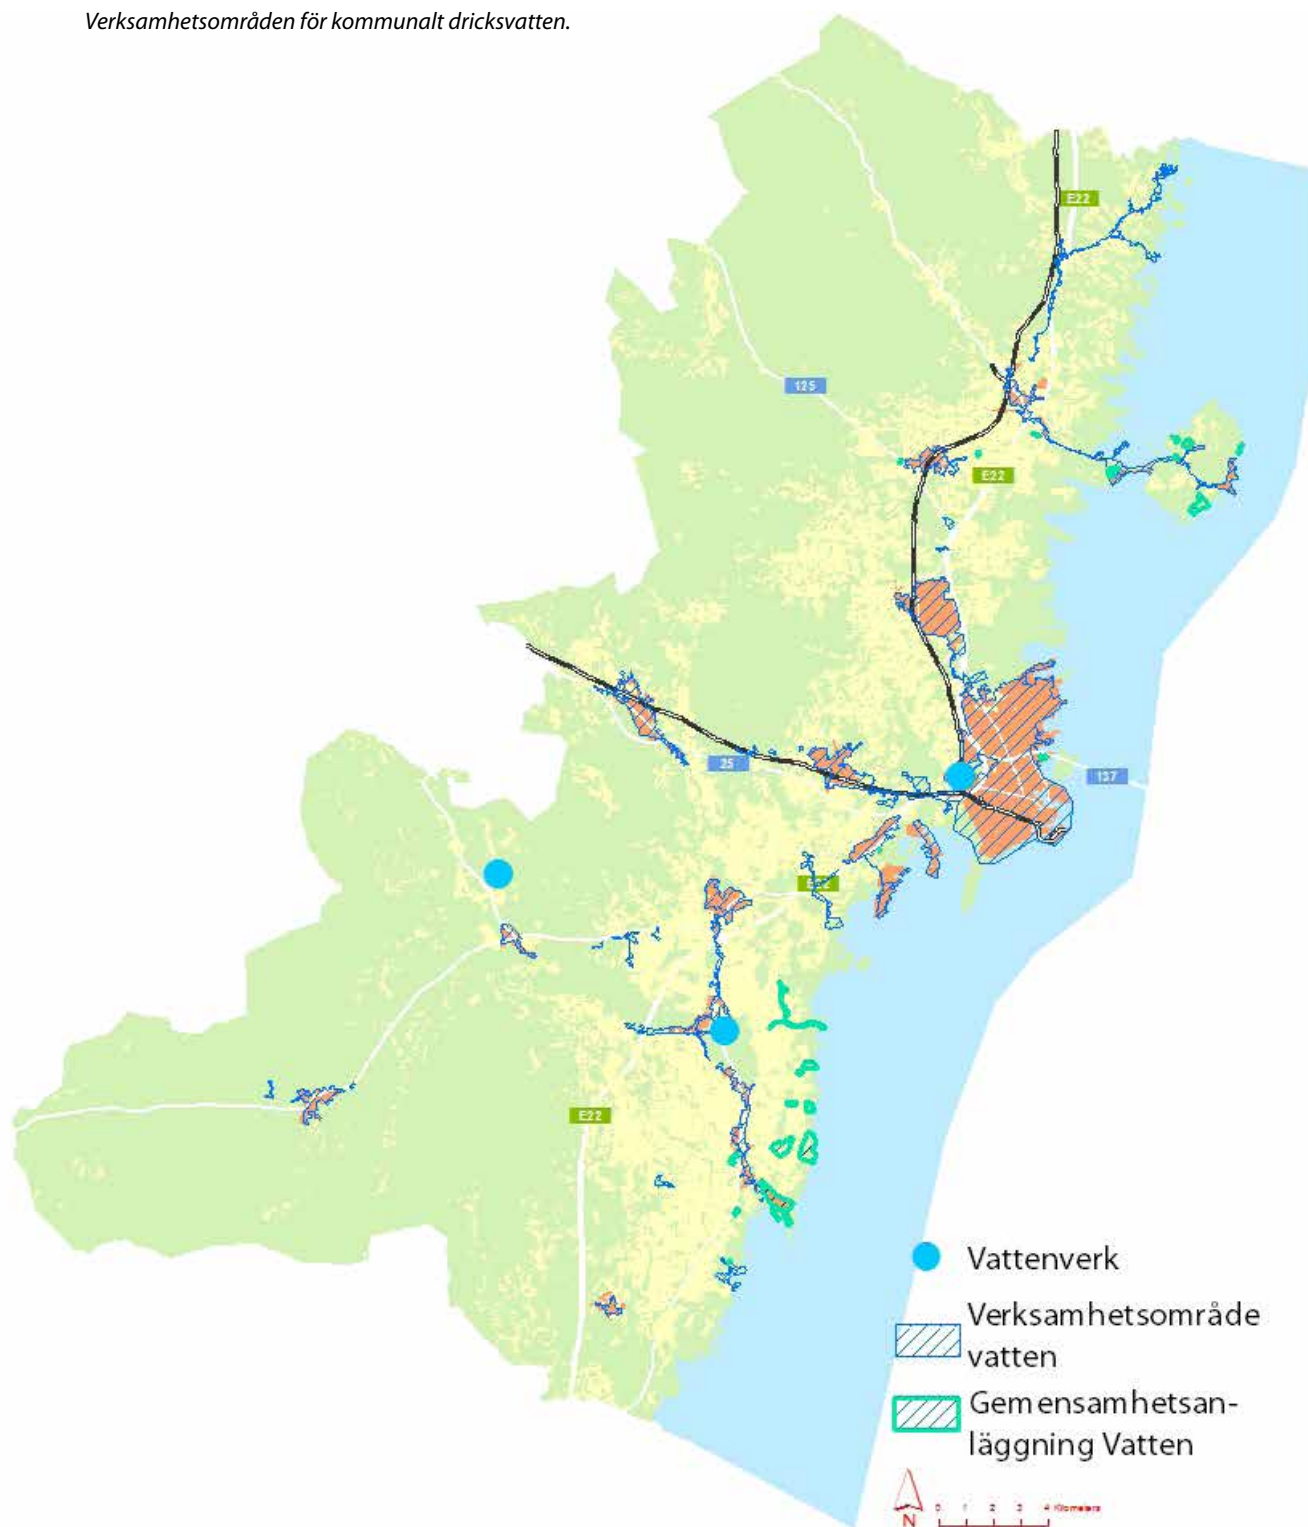 Verksamhetsområden för kommunalt dricksvatten.
E22
125
E22
25
137
E22
E22
Vattenverk
Verksamhetsområde
vatten
Gemensamhetsan-
läggning Vatten
N
0 1 2 3 4 Kilometers